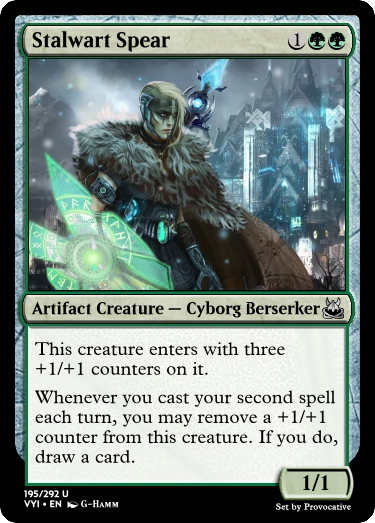 Stalwart Spear 1
Artifact Creature — Cyborg Berserker
This creature enters with three
+1/+1 counters on it.
Whenever you cast your second spell
each turn, you may remove a +1/+1
counter from this creature. If you do,
draw a card.
1/1
195/292 U
VYI • EN G-Hamm
Set by Provocative